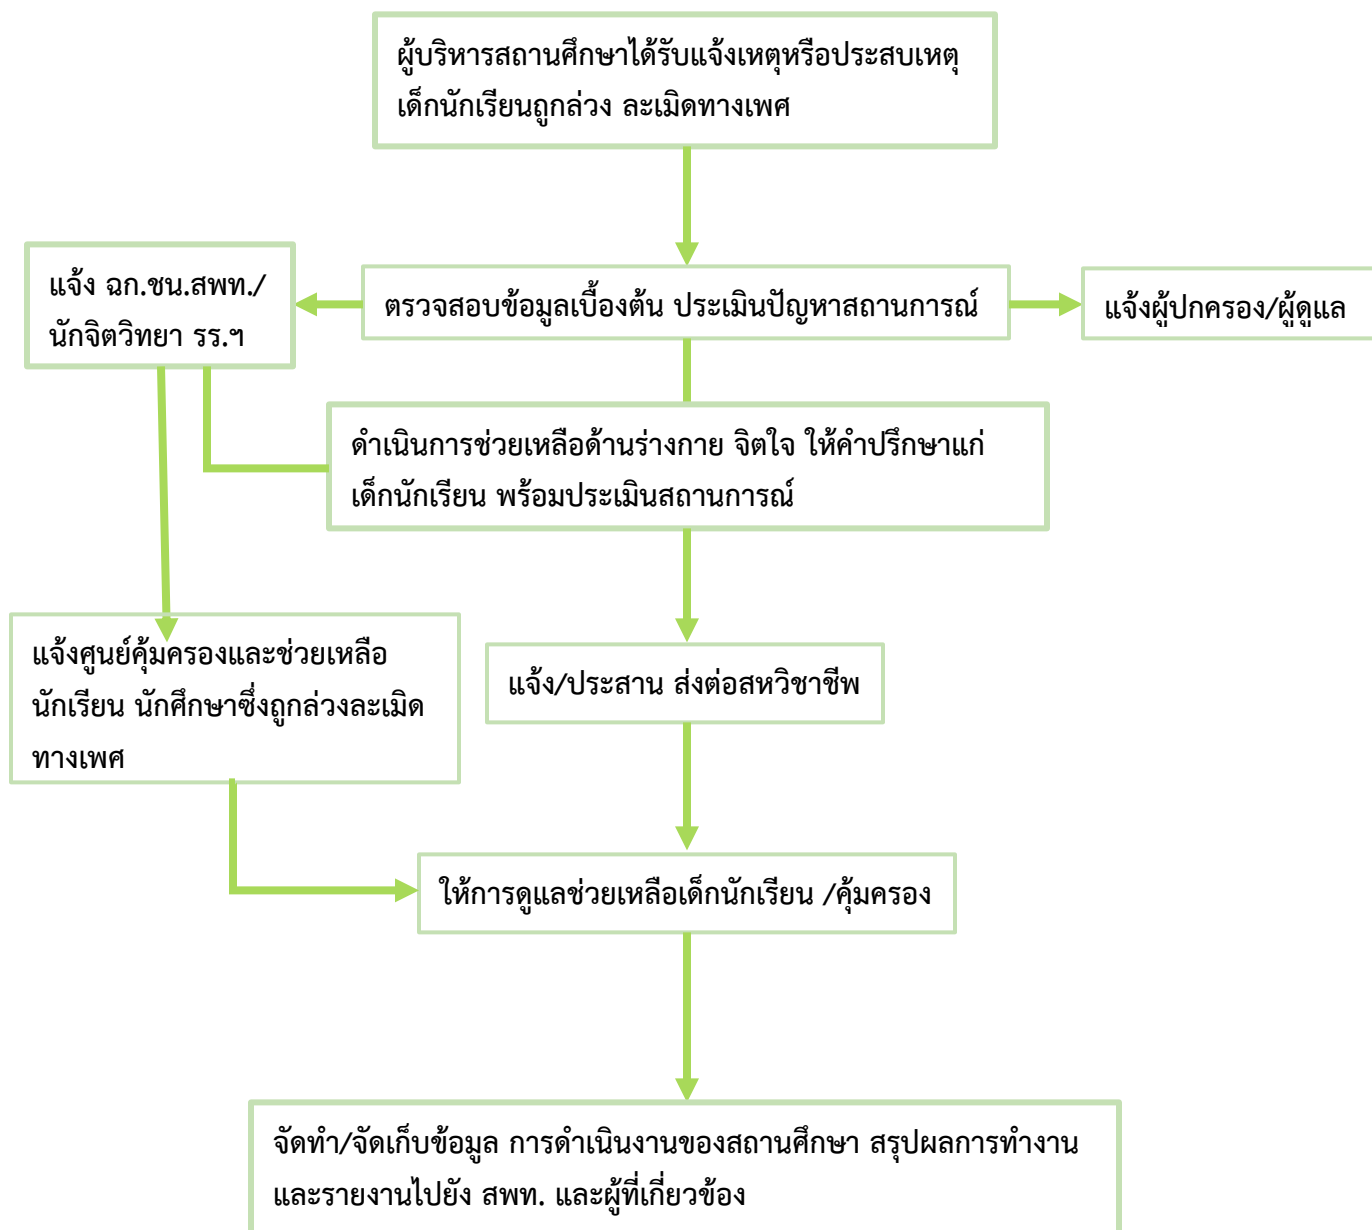 ผู้บริหารสถานศึกษาได้รับแจ้งเหตุหรือประสบเหตุ
เด็กนักเรียนถูกล่วง ละเมิดทางเพศ
แจ้ง ฉก.ชน.สพท./
นักจิตวิทยา รร.ฯ
ตรวจสอบข้อมูลเบื้องต้น ประเมินปัญหาสถานการณ์
แจ้งผู้ปกครอง/ผู้ดูแล
ดำเนินการช่วยเหลือด้านร่างกาย จิตใจ ให้คำปรึกษาแก่
เด็กนักเรียน พร้อมประเมินสถานการณ์
แจ้งศูนย์คุ้มครองและช่วยเหลือ
นักเรียน นักศึกษาซึ่งถูกล่วงละเมิด
ทางเพศ
แจ้ง/ประสาน ส่งต่อสหวิชาชีพ
ให้การดูแลช่วยเหลือเด็กนักเรียน /คุ้มครอง
จัดทำ/จัดเก็บข้อมูล การดำเนินงานของสถานศึกษา สรุปผลการทำงาน
และรายงานไปยัง สพท. และผู้ที่เกี่ยวข้อง